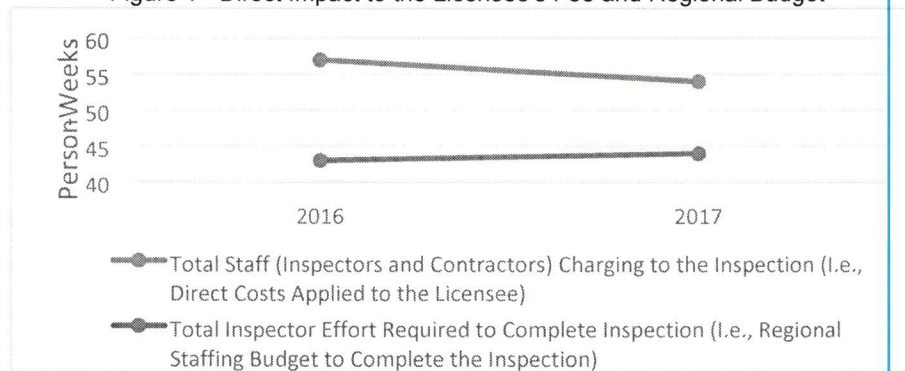 Figure 1 - Direct Impact to the Licensee's Fee and Regional Budget
PersonWeeks
60
55
50
45
40
2016 2017
Total Staff (Inspectors and Contractors) Charging to the Inspection (I.e.,
Direct Costs Applied to the Licensee)
Total Inspector Effort Required to Complete Inspection (I.e., Regional
Staffing Budget to Complete the Inspection)